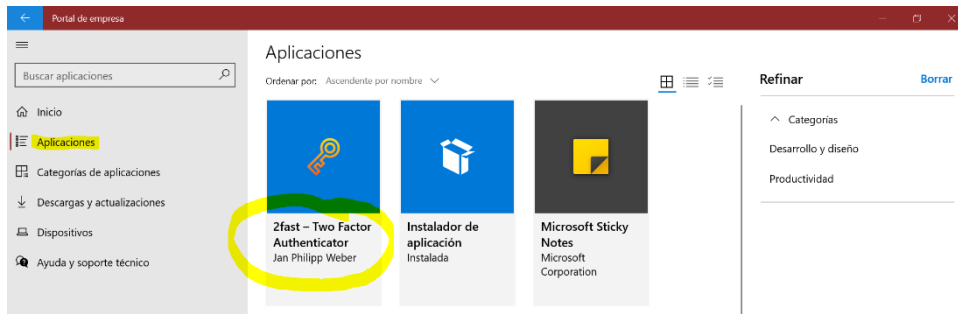 Portal de empresa
Buscar aplicaciones
Inicio
Aplicaciones
Categorías de aplicaciones
Descargas y actualizaciones
Dispositivos
Ayuda y soporte técnico
Aplicaciones
Ordenar por: Ascendente por nombre
2fast – Two Factor
Authenticator
Jan Philipp Weber
Instalador de
aplicación
Instalada
Microsoft Sticky
Notes
Microsoft
Corporation
Refinar
Borrar
Categorías
Desarrollo y diseño
Productividad